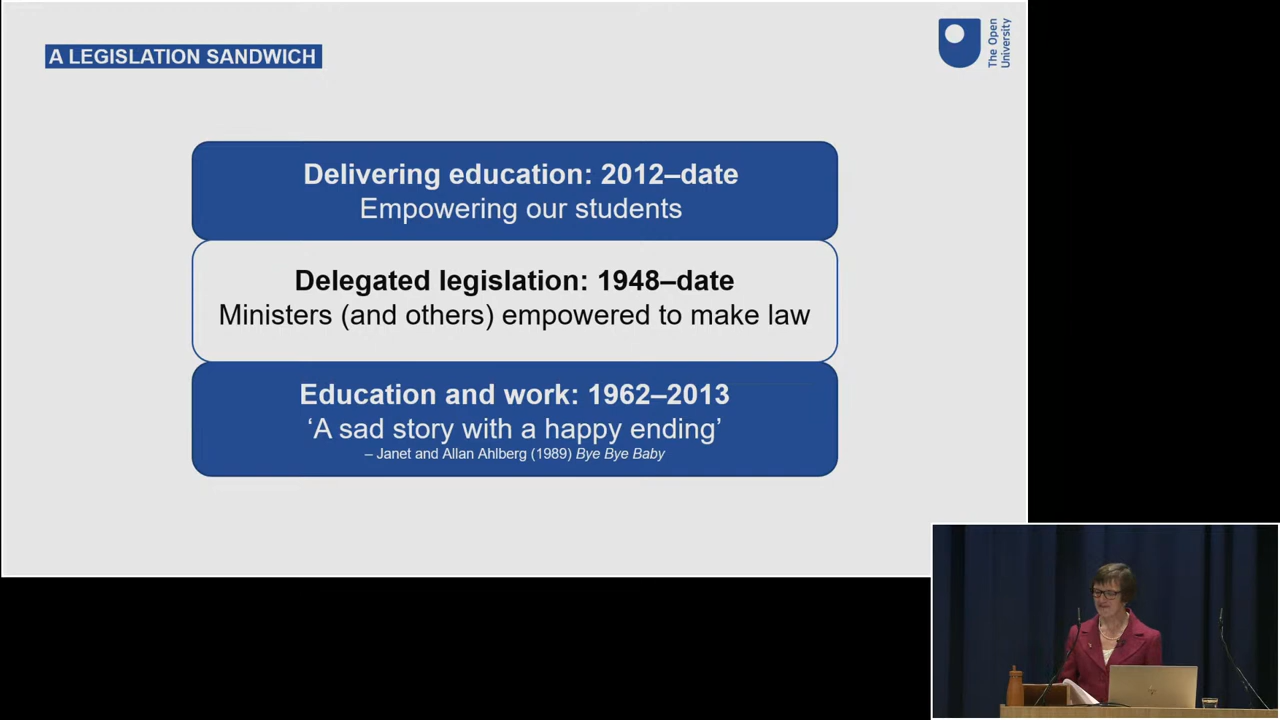 A LEGISLATION SANDWICH
The Open
University
Delivering education: 2012–date
Empowering our students
Delegated legislation: 1948–date
Ministers (and others) empowered to make law
Education and work: 1962–2013
‘A sad story with a happy ending’
– Janet and Allan Ahlberg (1989) Bye Bye Baby